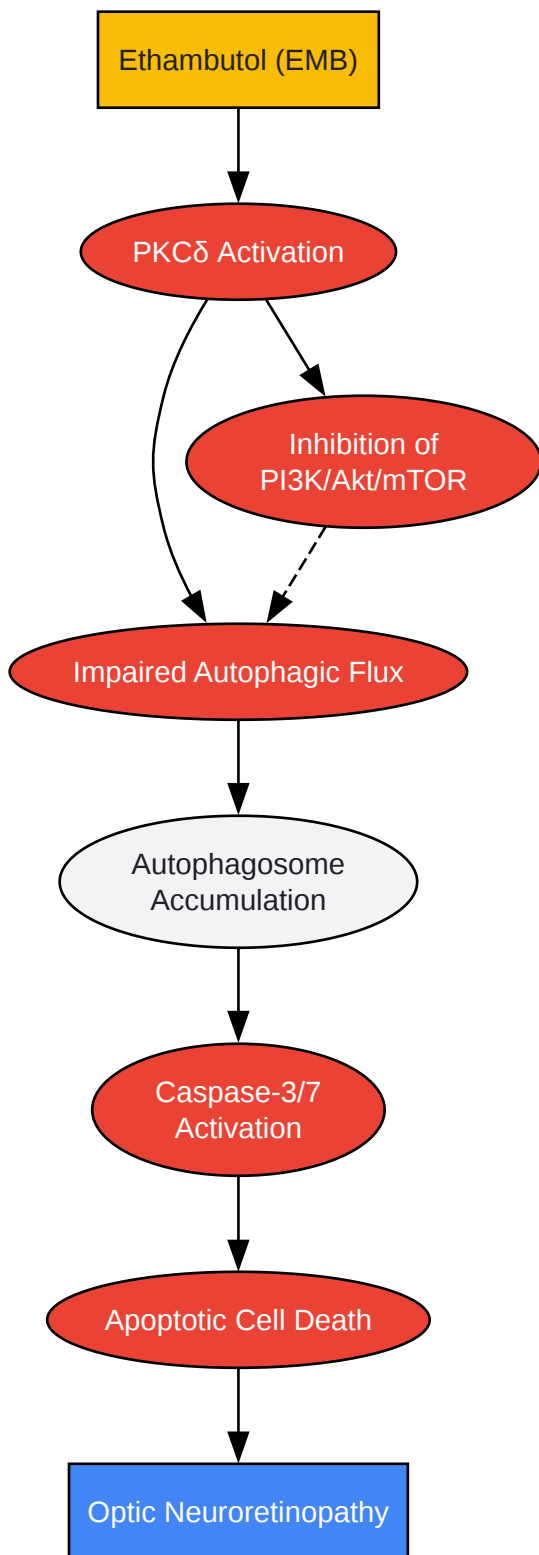 Ethambutol (EMB)
PKCδ Activation
Inhibition of
PI3K/Akt/mTOR
Impaired Autophagic Flux
Autophagosome
Accumulation
Caspase-3/7
Activation
Apoptotic Cell Death
Optic Neuroretinopathy